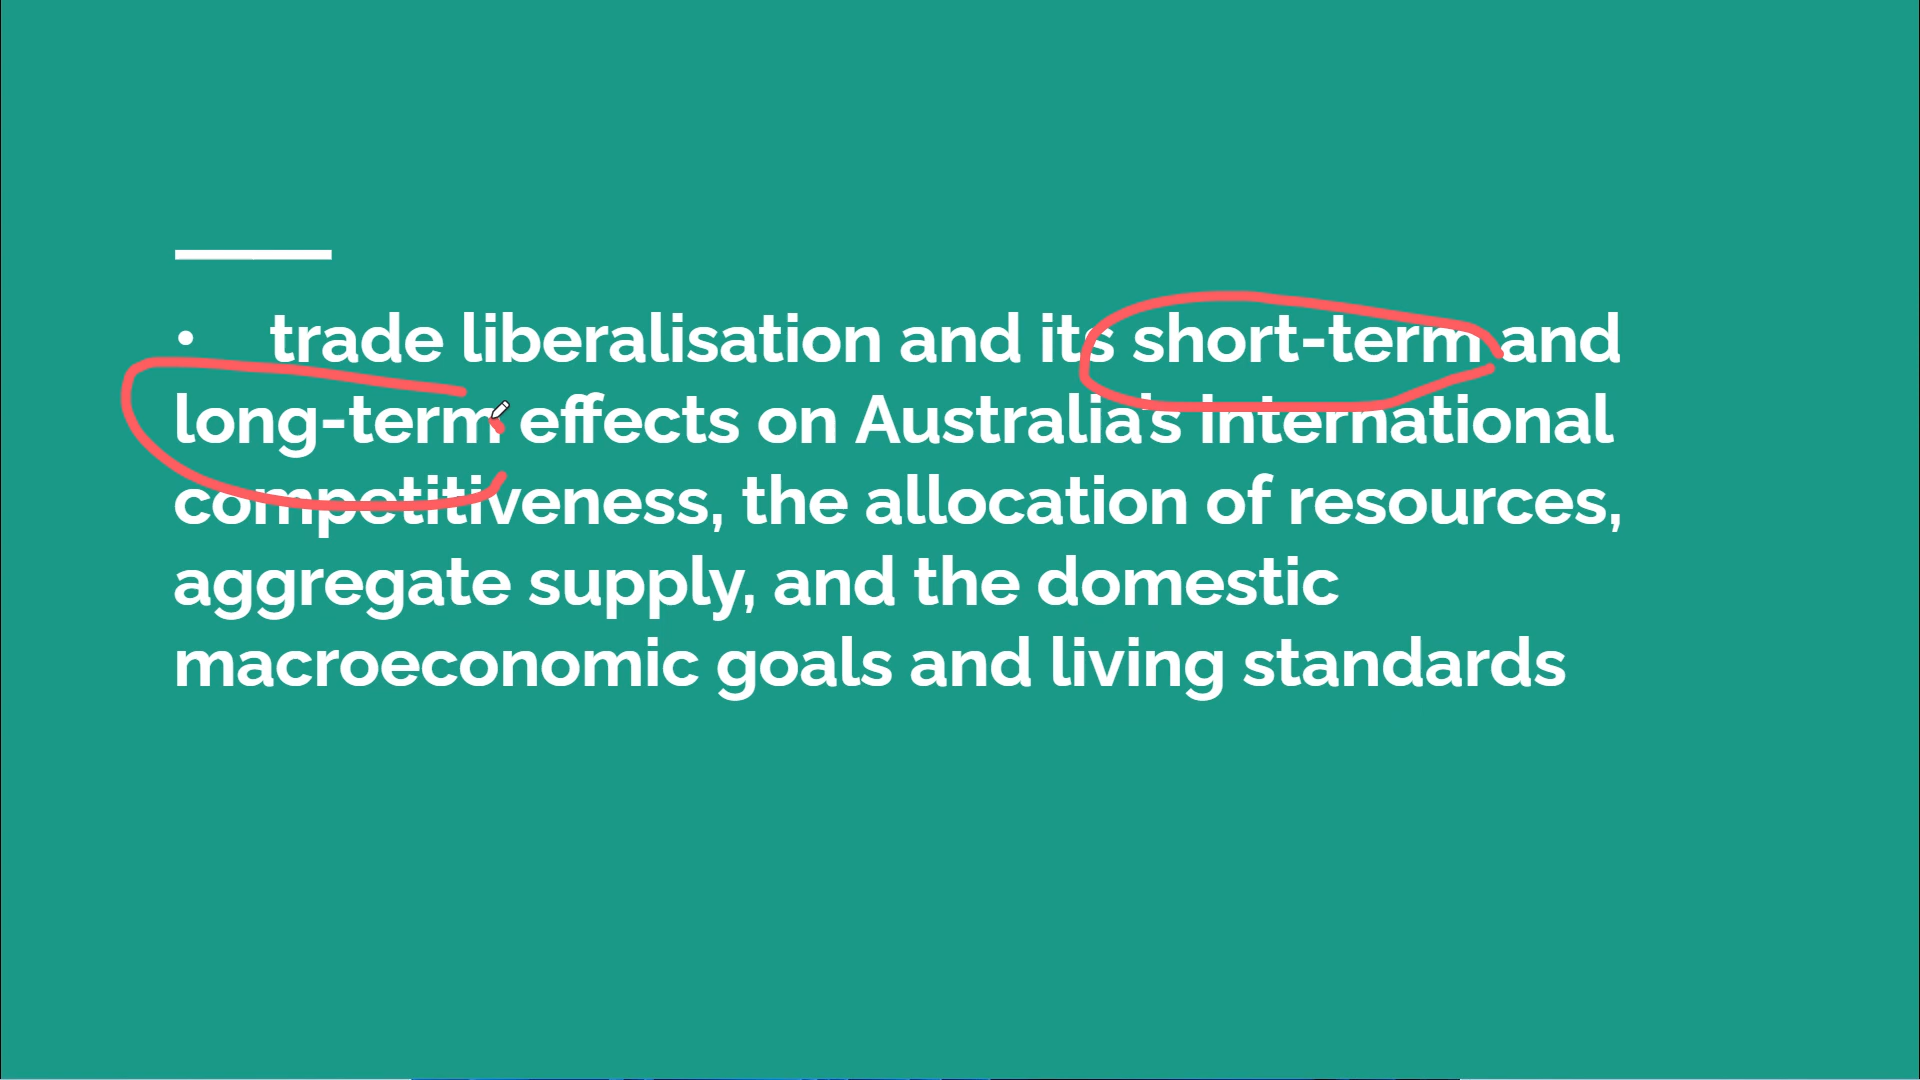 • trade liberalisation and its short-term and
long-term effects on Australia's international
competitiveness, the allocation of resources,
aggregate supply, and the domestic
macroeconomic goals and living standards